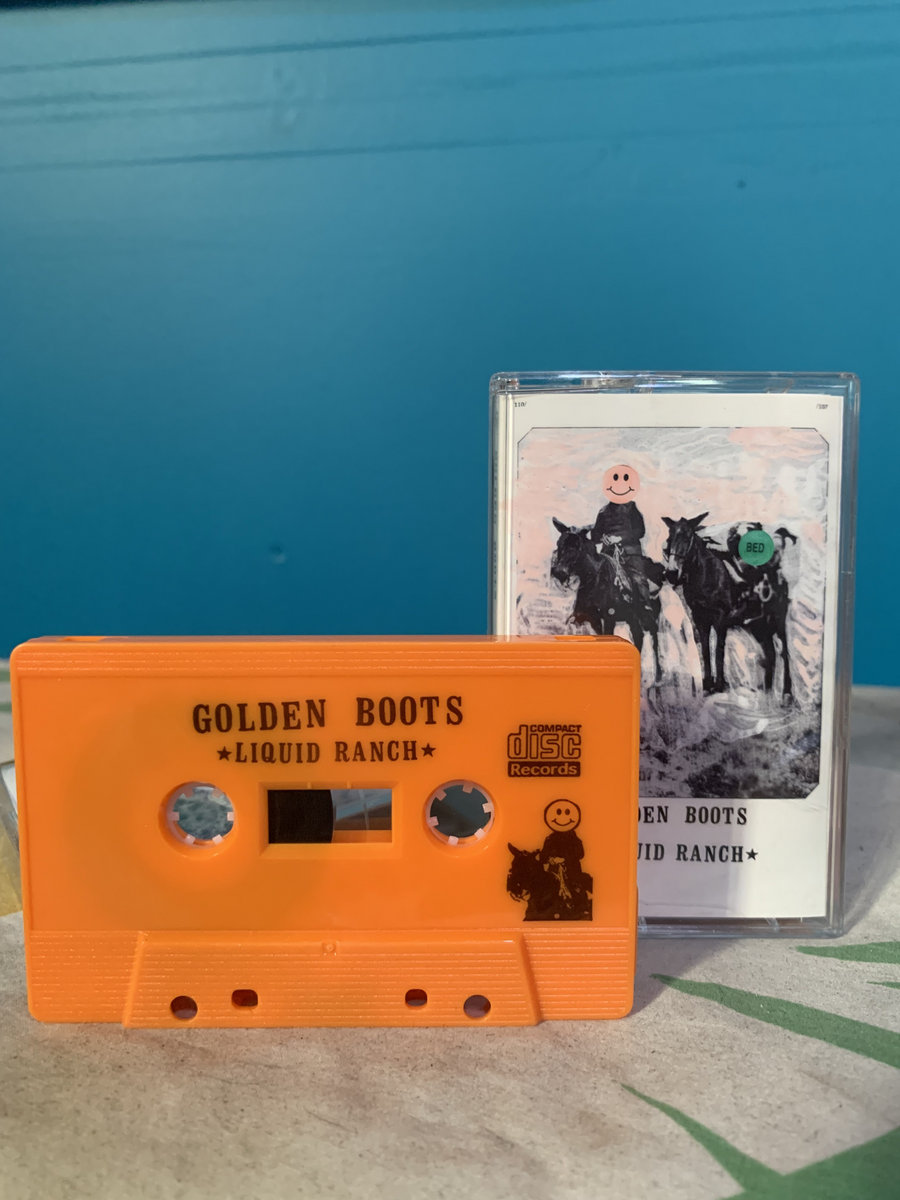 GOLDEN BOOTS
★LIQUID RANCH★
COMPACT
disc
Records
BED
DEN BOOTS
UID RANCH★